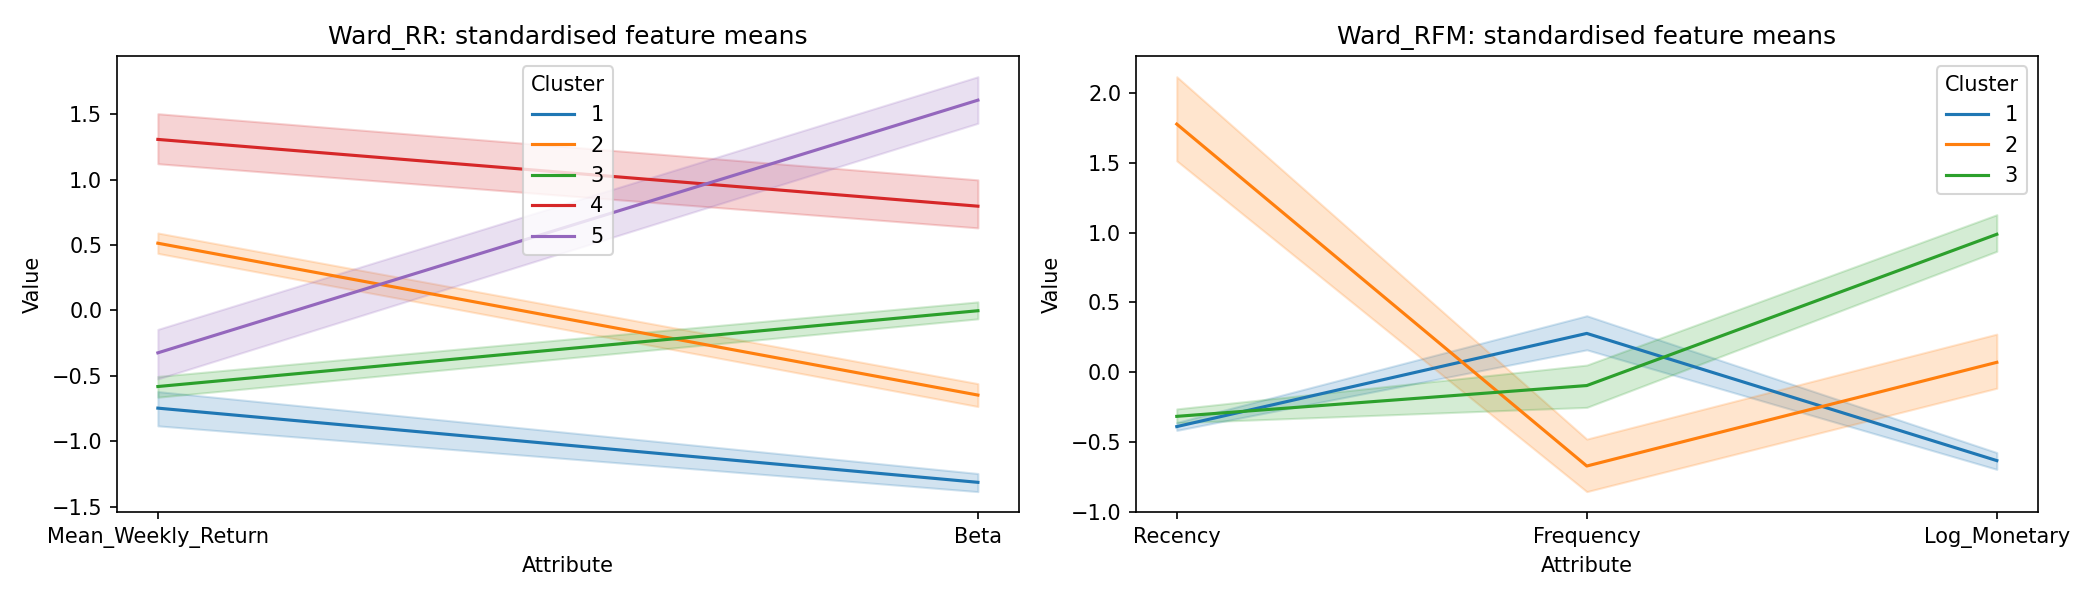 Ward_RR: standardised feature means
Cluster
1
2
3
4
5
1.5
1.0
0.5
0.0
−0.5
−1.0
−1.5
Value
Mean_Weekly_Return
Beta
Attribute
Ward_RFM: standardised feature means
Cluster
1
2
3
2.0
1.5
1.0
0.5
0.0
−0.5
−1.0
Value
Recency
Frequency
Log_Monetary
Attribute